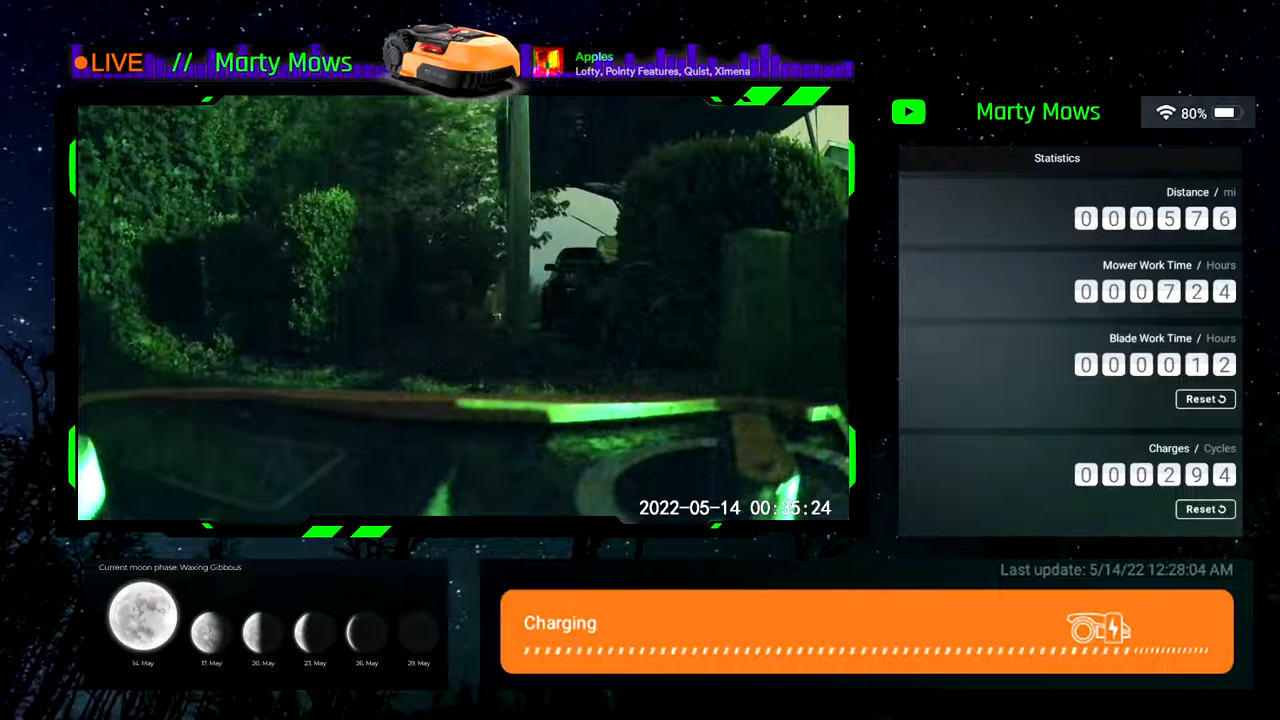 LIVE // Marty Mows
Apples
Lofty, Pointy Features, Quist, Ximena
Marty Mows
80%
Statistics
Distance / mi
000576
Mower Work Time / Hours
000724
Blade Work Time / Hours
000012
Reset
Charges / Cycles
000294
Reset
2022-05-14 00:35:24
Current moon phase: Waxing Gibbous
14. May 17. May 20. May 23. May 26. May 29. May
Last update: 5/14/22 12:28:04 AM
Charging